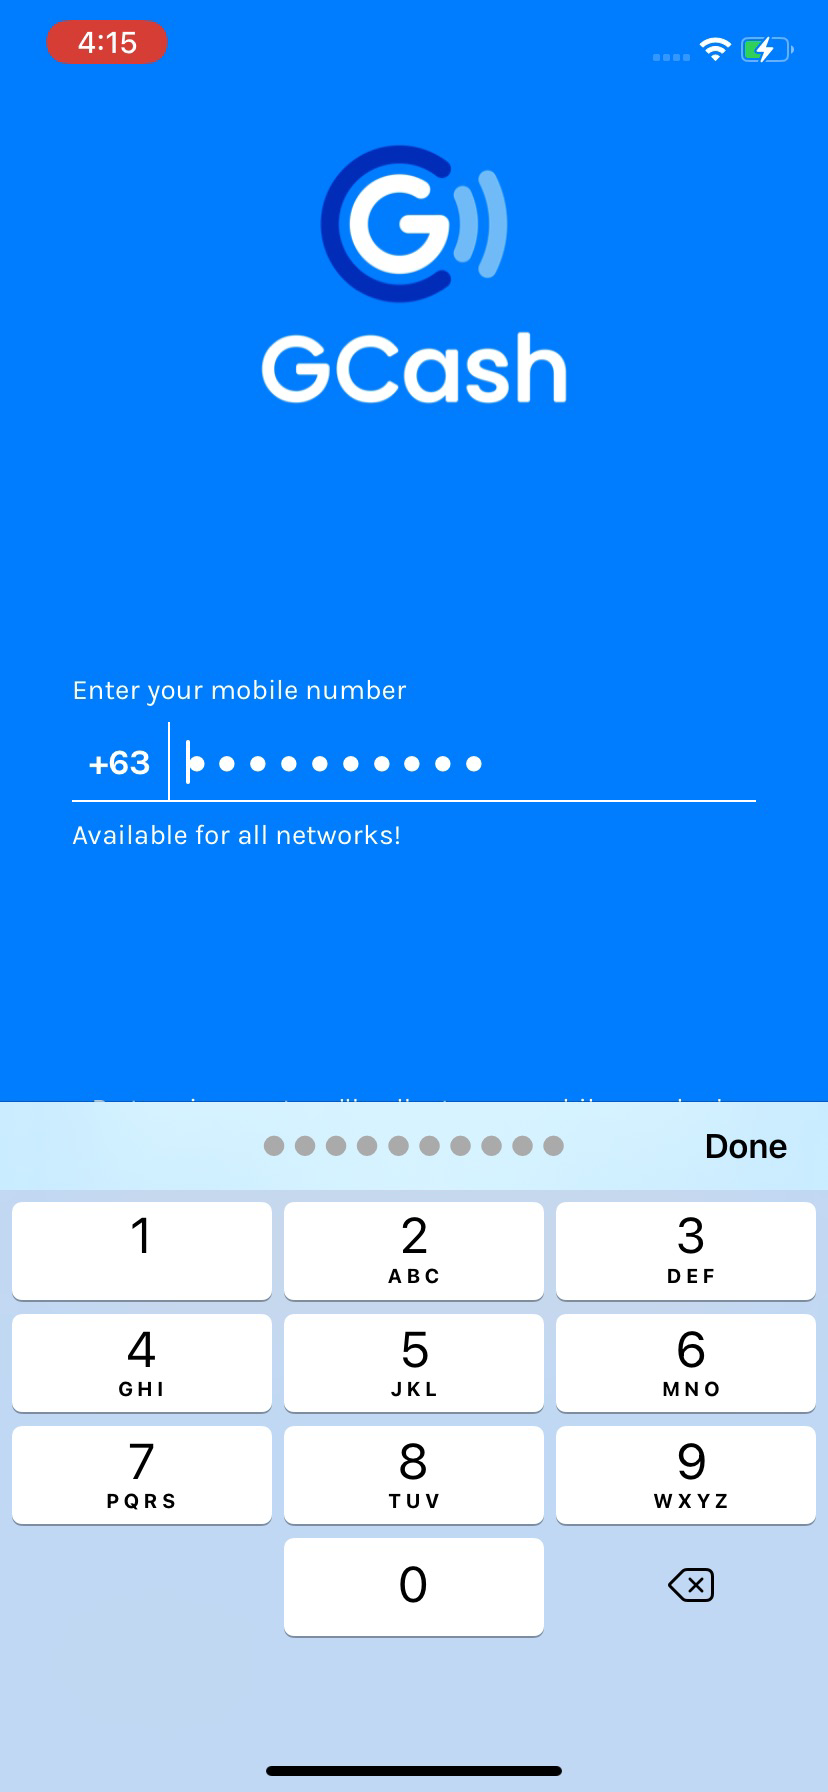 4:15
G
GCash
Enter your mobile number
+63
Available for all networks!
Done
1
2
ABC
3
DEF
4
GHI
5
JKL
6
MNO
7
PQRS
8
TUV
9
WXYZ
0